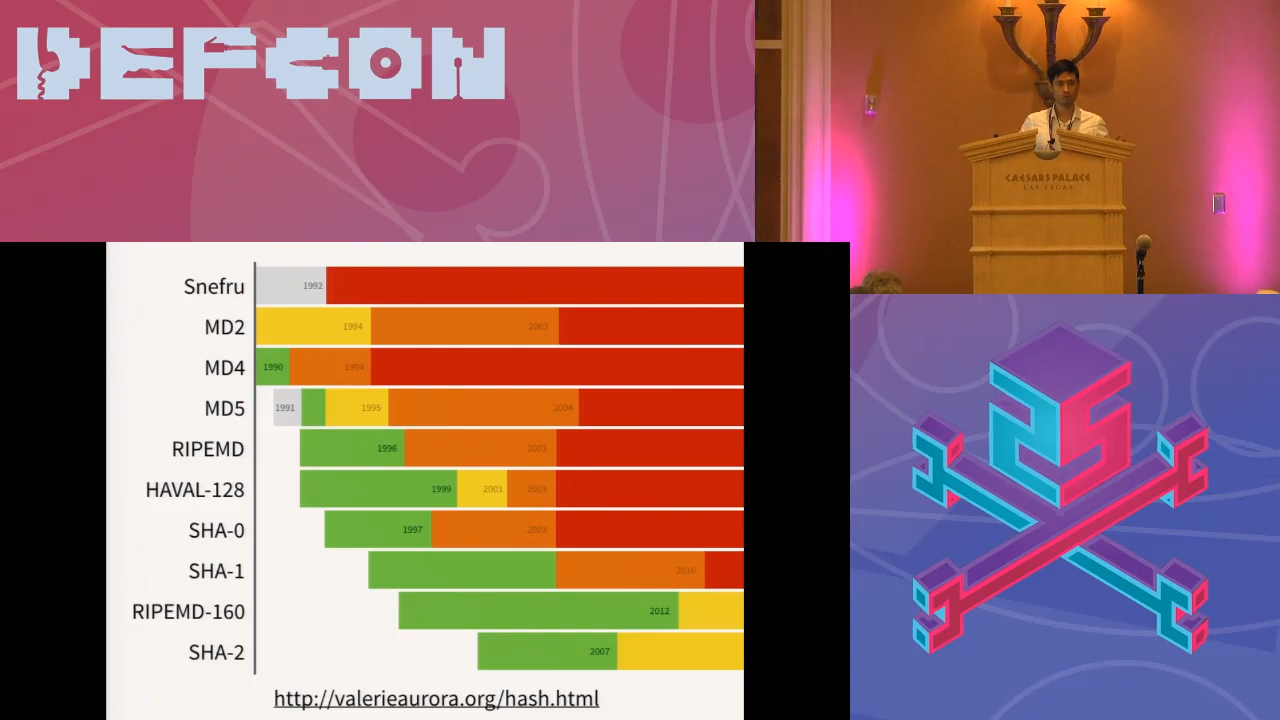 DEFCON
CAESARS PALACE
LAS VEGAS
Snefru 1992
MD2 1994 2003
MD4 1990 1994
MD5 1991 1995 2004
RIPEMD 1996 2003
HAVAL-128 1999 2001 2003
SHA-0 1997 2003
SHA-1 2016
RIPEMD-160 2012
SHA-2 2007
http://valerieaurora.org/hash.html